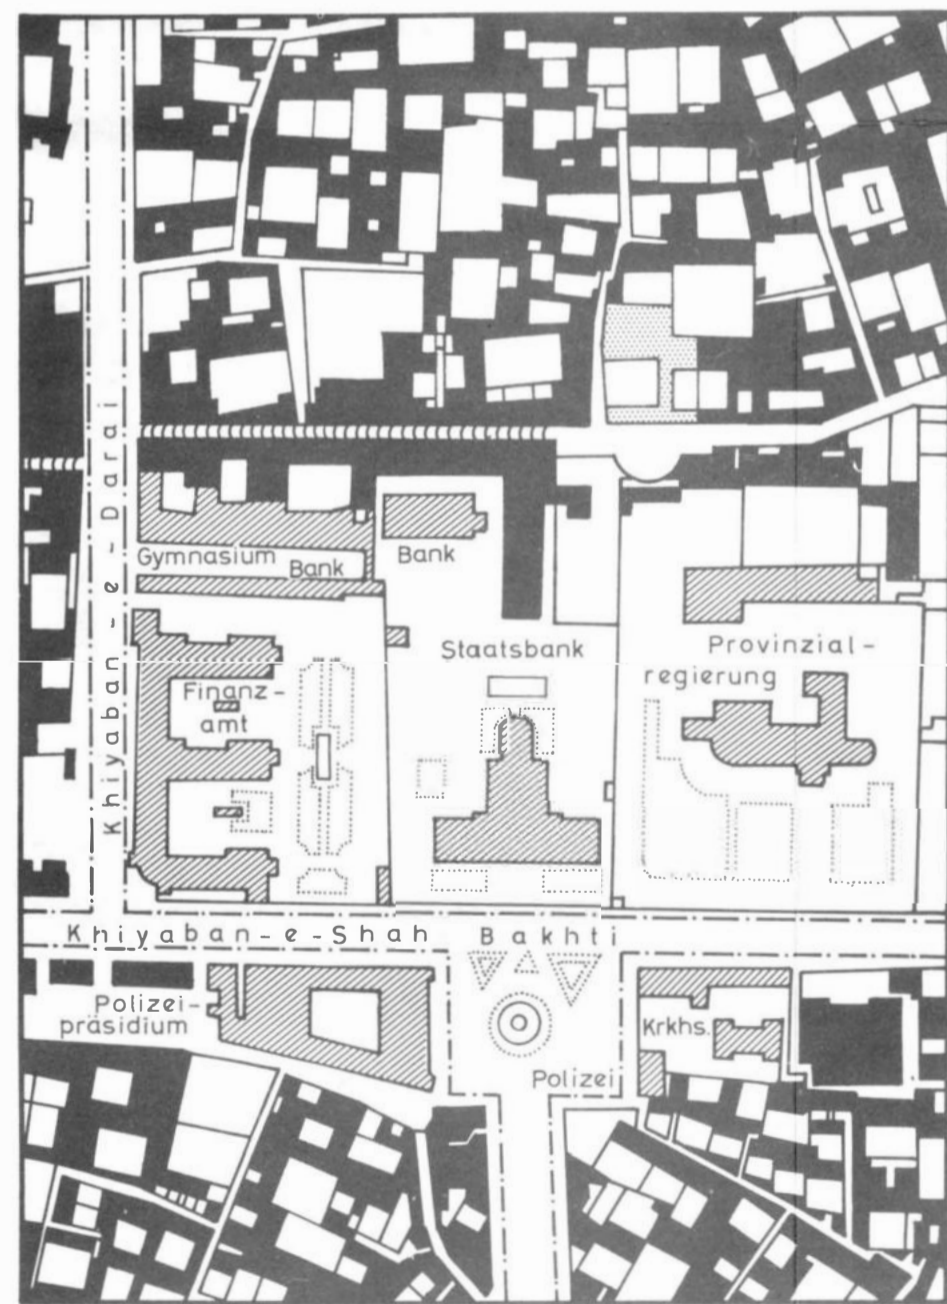 Khiyaban-e-Darai
Gymnasium
Bank
Bank
Staatsbank
Provinzial-
regierung
Finanz-
amt
Khiyaban-e-Shah Bakhti
Polizei-
präsidium
Krkhs.
Polizei